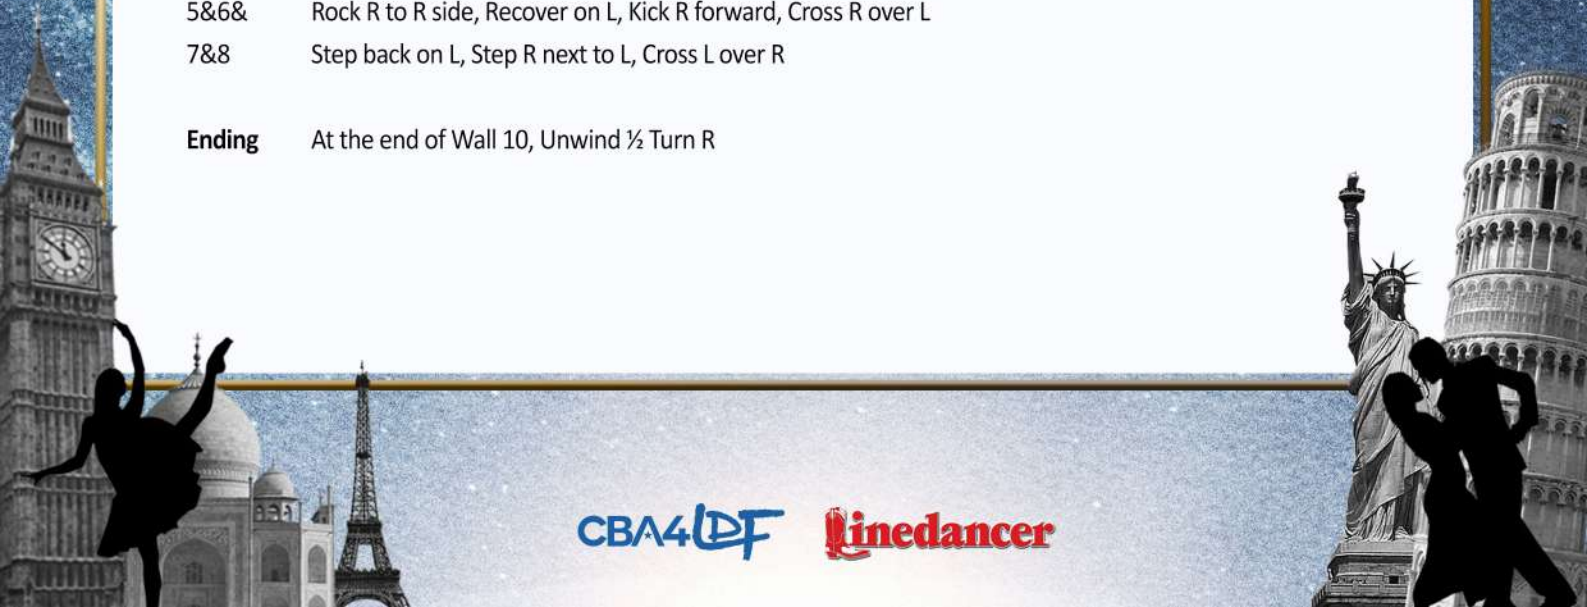 5&6& Rock R to R side, Recover on L, Kick R forward, Cross R over L
7&8 Step back on L, Step R next to L, Cross L over R
Ending At the end of Wall 10, Unwind ½ Turn R
CBA4LDF Linedancer